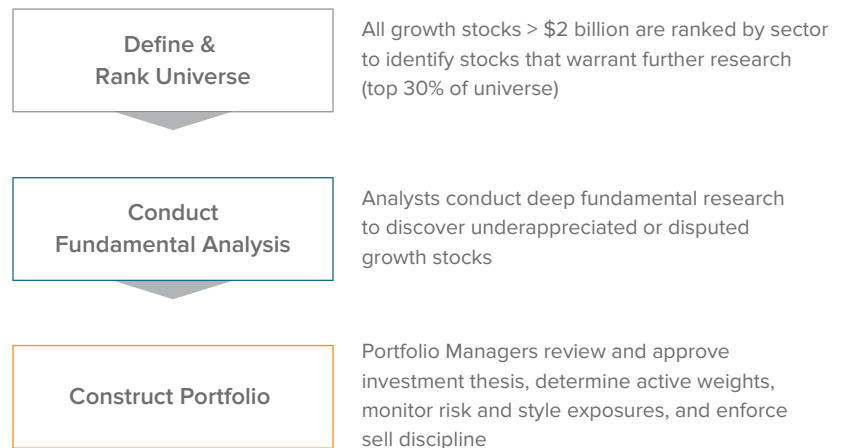 Define &
Rank Universe
All growth stocks > $2 billion are ranked by sector
to identify stocks that warrant further research
(top 30% of universe)
Conduct
Fundamental Analysis
Analysts conduct deep fundamental research
to discover underappreciated or disputed
growth stocks
Construct Portfolio
Portfolio Managers review and approve
investment thesis, determine active weights,
monitor risk and style exposures, and enforce
sell discipline